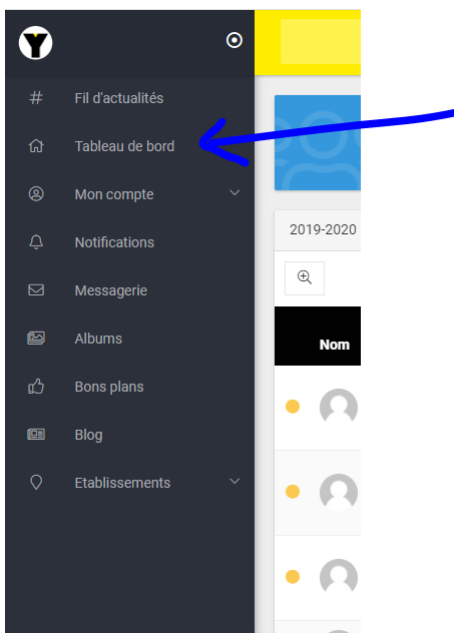 Y
# Fil d'actualités
Tableau de bord
Mon compte
Notifications
Messagerie
Albums
Bons plans
Blog
Etablissements
2019-2020
Nom